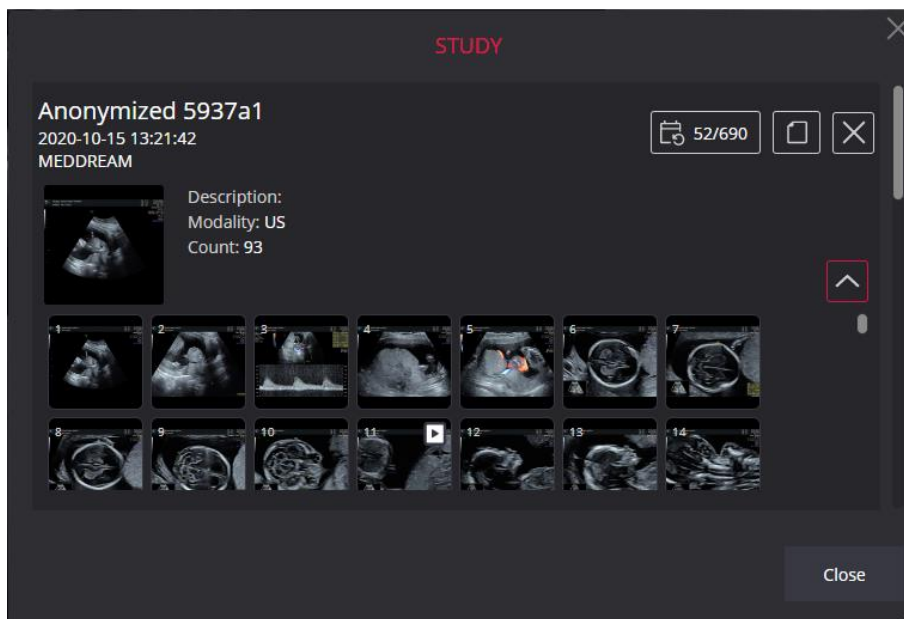 STUDY
Anonymized 5937a1
2020-10-15 13:21:42
MEDDREAM
52/690
Description:
Modality: US
Count: 93
1 2 3 4 5 6 7
8 9 10 11 12 13 14
Close